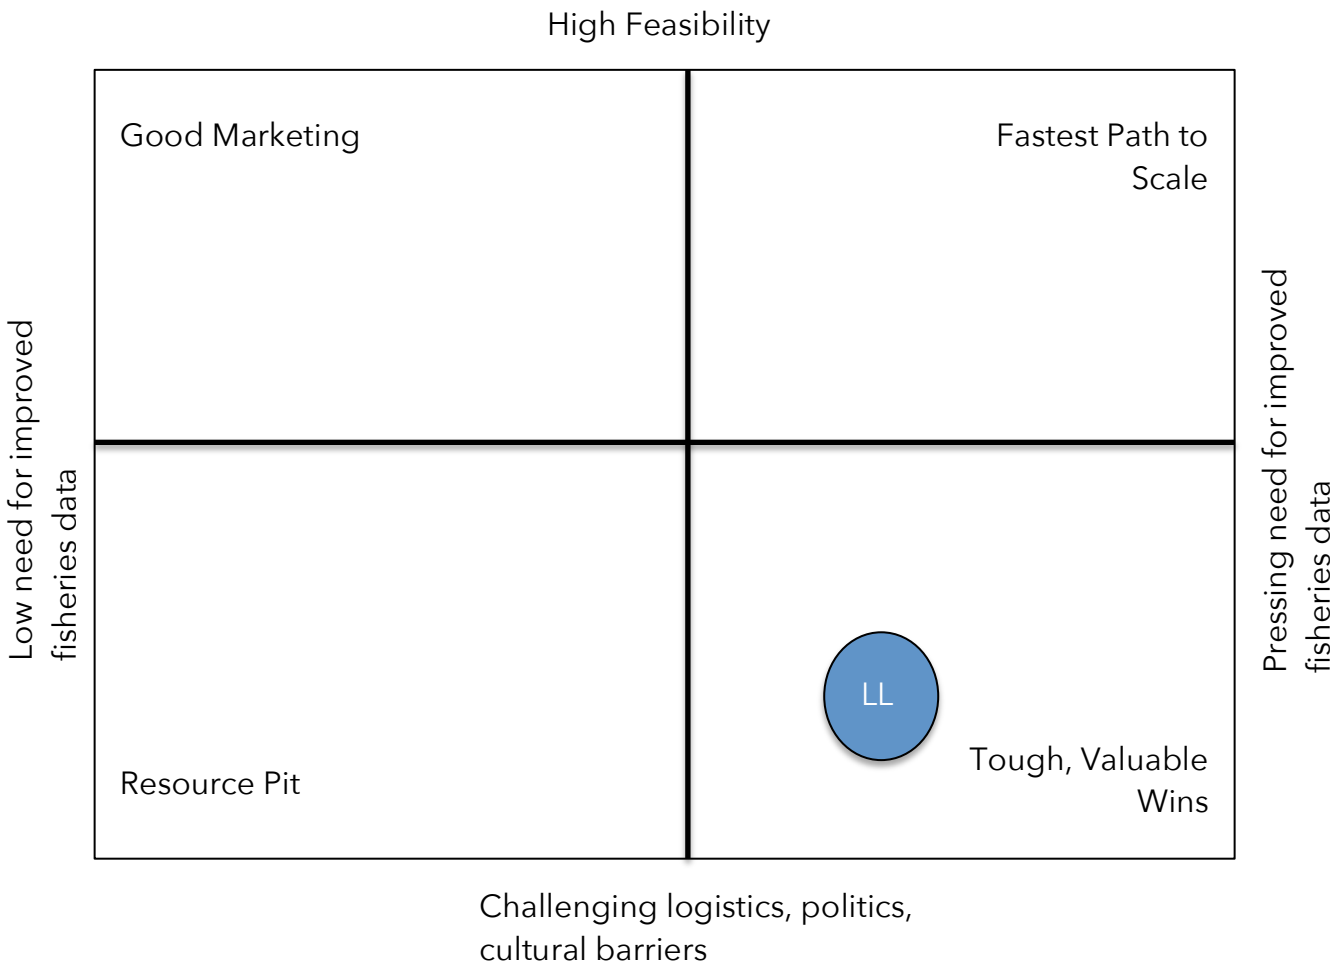 High Feasibility
Good Marketing
Fastest Path to
Scale
Low need for improved
fisheries data
Pressing need for improved
fisheries data
LL
Resource Pit
Tough, Valuable
Wins
Challenging logistics, politics,
cultural barriers